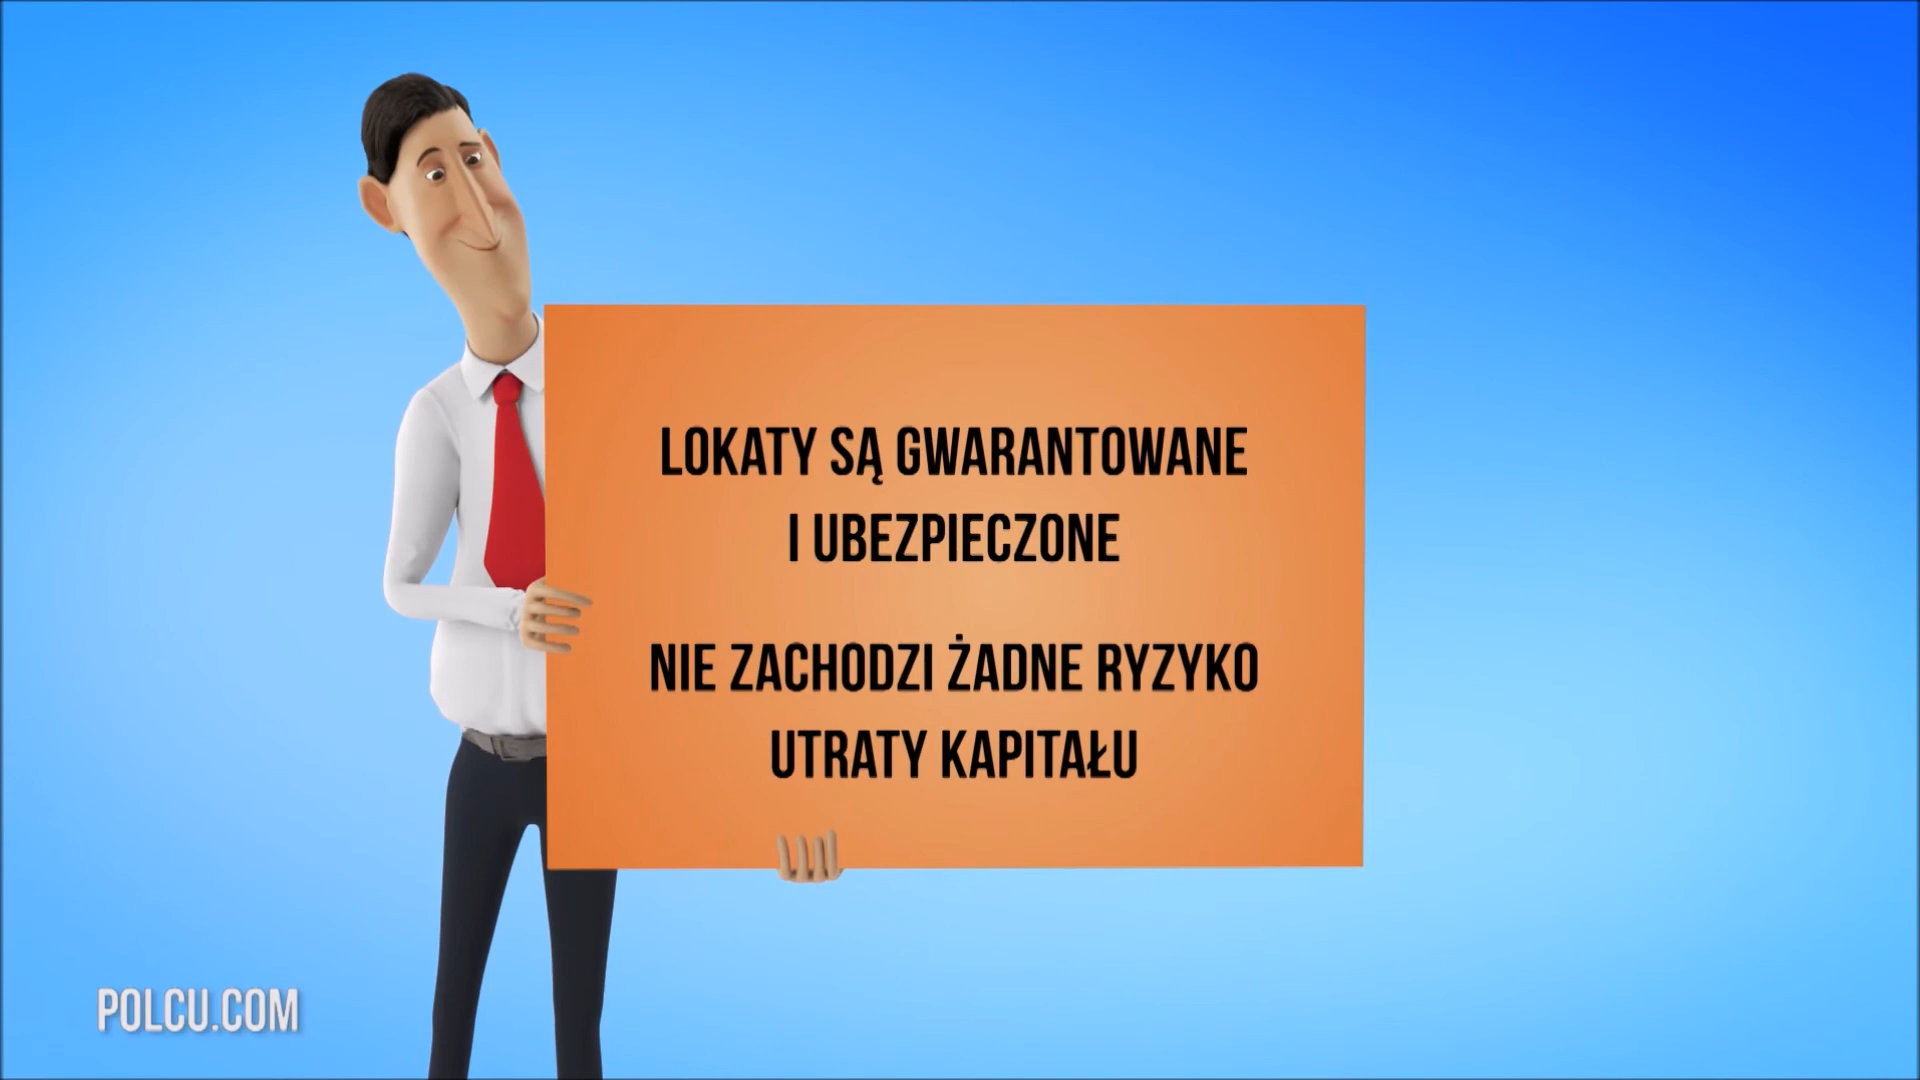 LOKATY SĄ GWARANTOWANE
I UBEZPIECZONE
NIE ZACHODZI ŻADNE RYZYKO
UTRATY KAPITAŁU
POLCU.COM